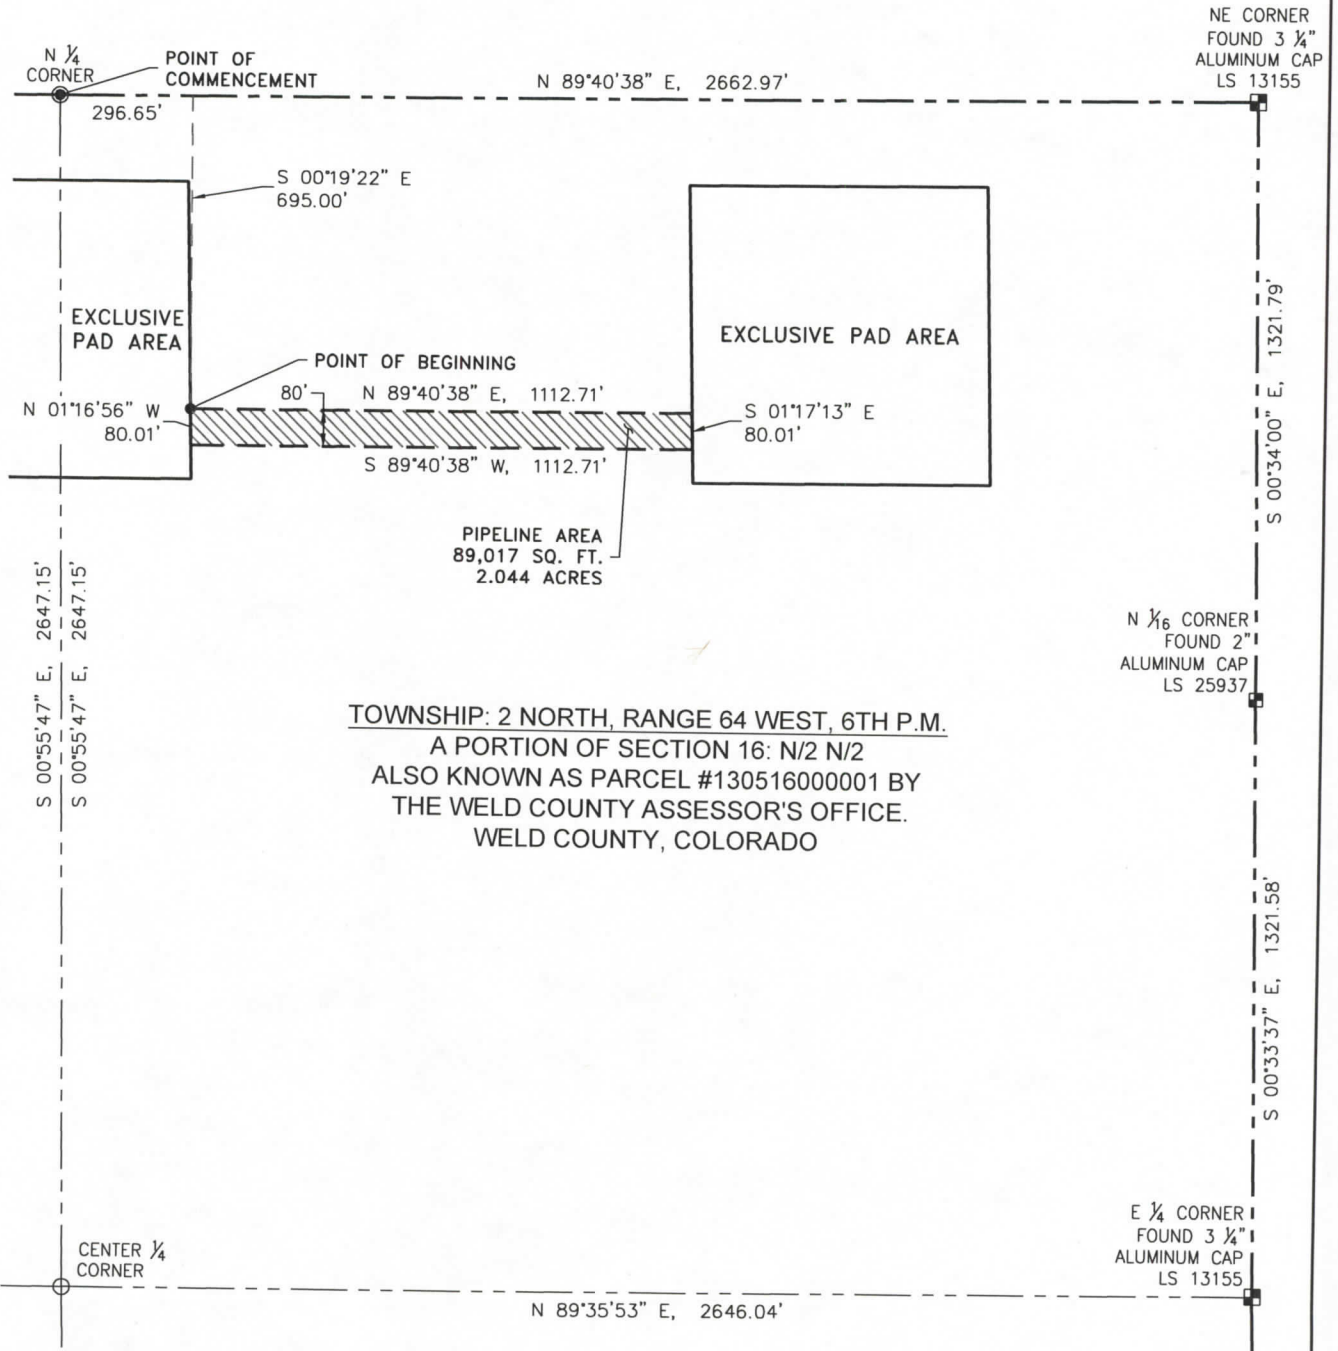 NE CORNER
FOUND 3 ¼"
ALUMINUM CAP
LS 13155
N ¼
CORNER
POINT OF
COMMENCEMENT
N 89°40'38" E, 2662.97'
296.65'
S 00°19'22" E
695.00'
EXCLUSIVE
PAD AREA
EXCLUSIVE PAD AREA
S 00°34'00" E, 1321.79'
POINT OF BEGINNING
80'
N 89°40'38" E, 1112.71'
N 01°16'56" W
80.01'
S 01°17'13" E
80.01'
S 89°40'38" W, 1112.71'
PIPELINE AREA
89,017 SQ. FT.
2.044 ACRES
S 00°55'47" E, 2647.15'
S 00°55'47" E, 2647.15'
N 1/16 CORNER
FOUND 2"
ALUMINUM CAP
LS 25937
TOWNSHIP: 2 NORTH, RANGE 64 WEST, 6TH P.M.
A PORTION OF SECTION 16: N/2 N/2
ALSO KNOWN AS PARCEL #130516000001 BY
THE WELD COUNTY ASSESSOR'S OFFICE.
WELD COUNTY, COLORADO
S 00°33'37" E, 1321.58'
E ¼ CORNER
FOUND 3 ¼"
ALUMINUM CAP
LS 13155
CENTER ¼
CORNER
N 89°35'53" E, 2646.04'